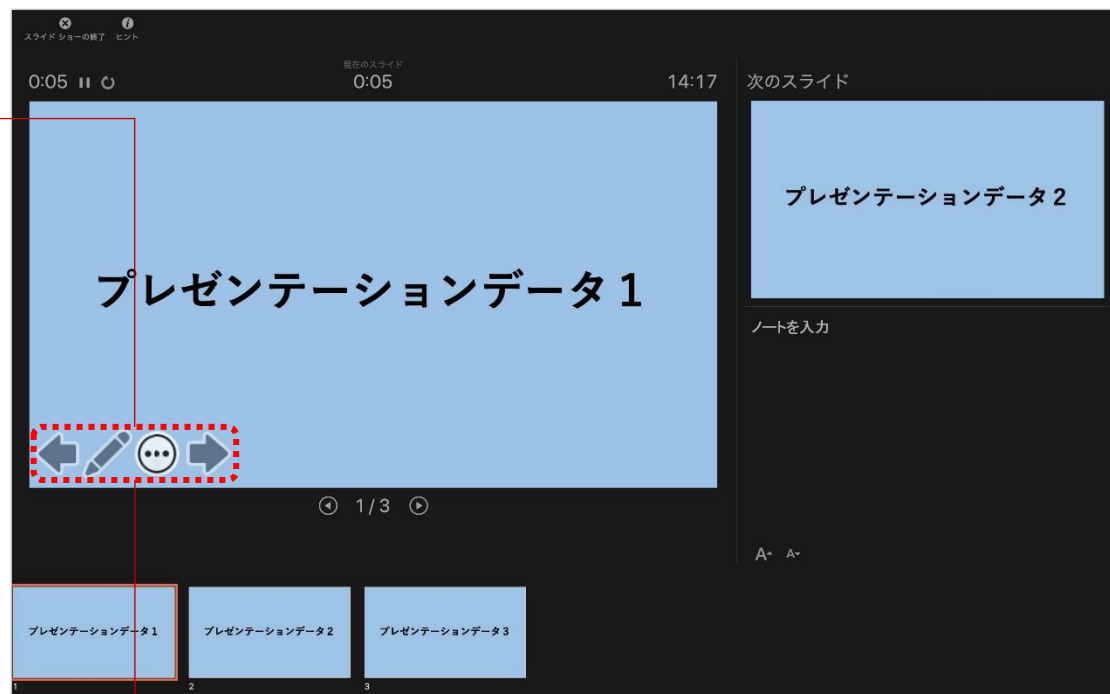 スライド ショーの終了 ヒント
現在のスライド
0:05 0:05 14:17
次のスライド
プレゼンテーションデータ1
プレゼンテーションデータ2
ノートを入力
1/3
A A
プレゼンテーションデータ1 プレゼンテーションデータ2 プレゼンテーションデータ3
1 2 3